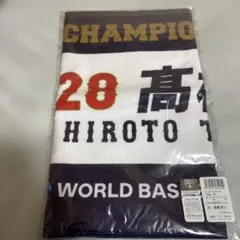 CHAMPIO
28 高
HIROTO T
WORLD BAS